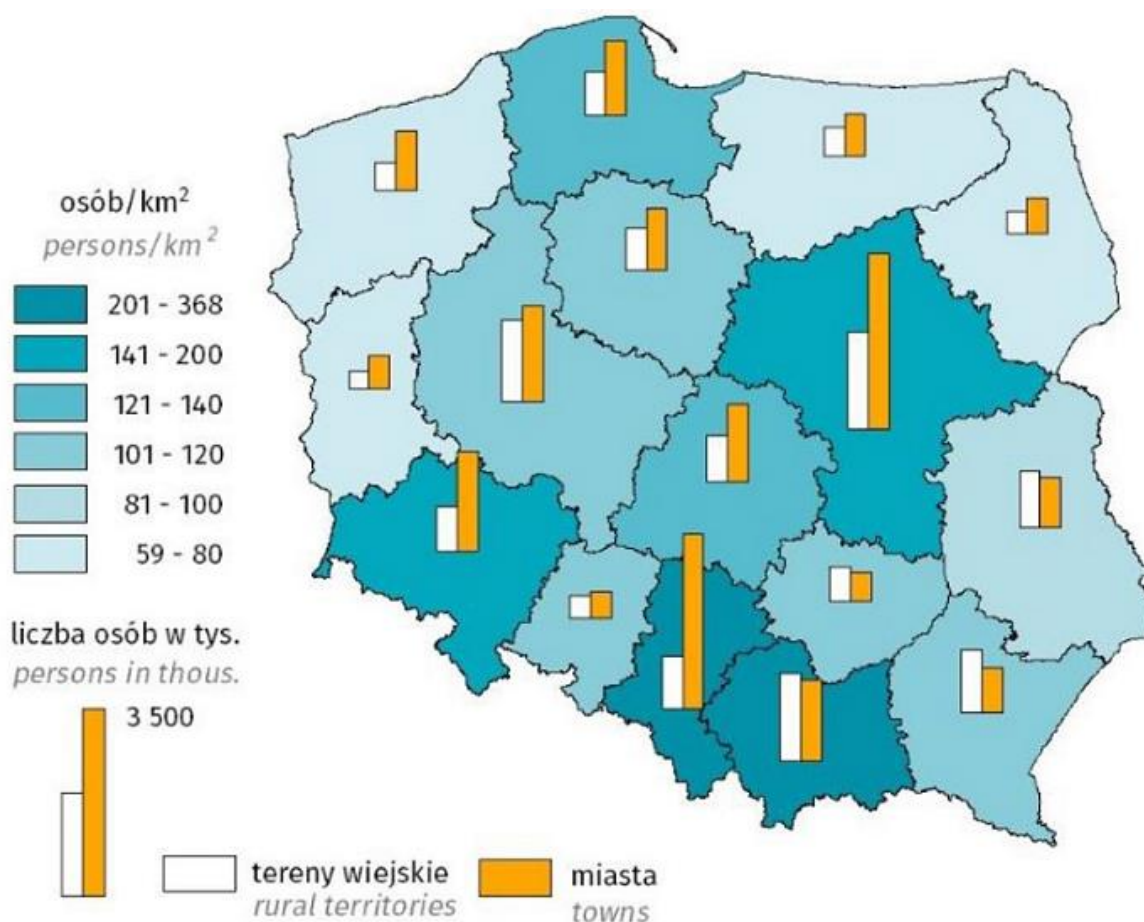 osób/km²
persons/km²
201 - 368
141 - 200
121 - 140
101 - 120
81 - 100
59 - 80
liczba osób w tys.
persons in thous.
3 500
tereny wiejskie
rural territories
miasta
towns